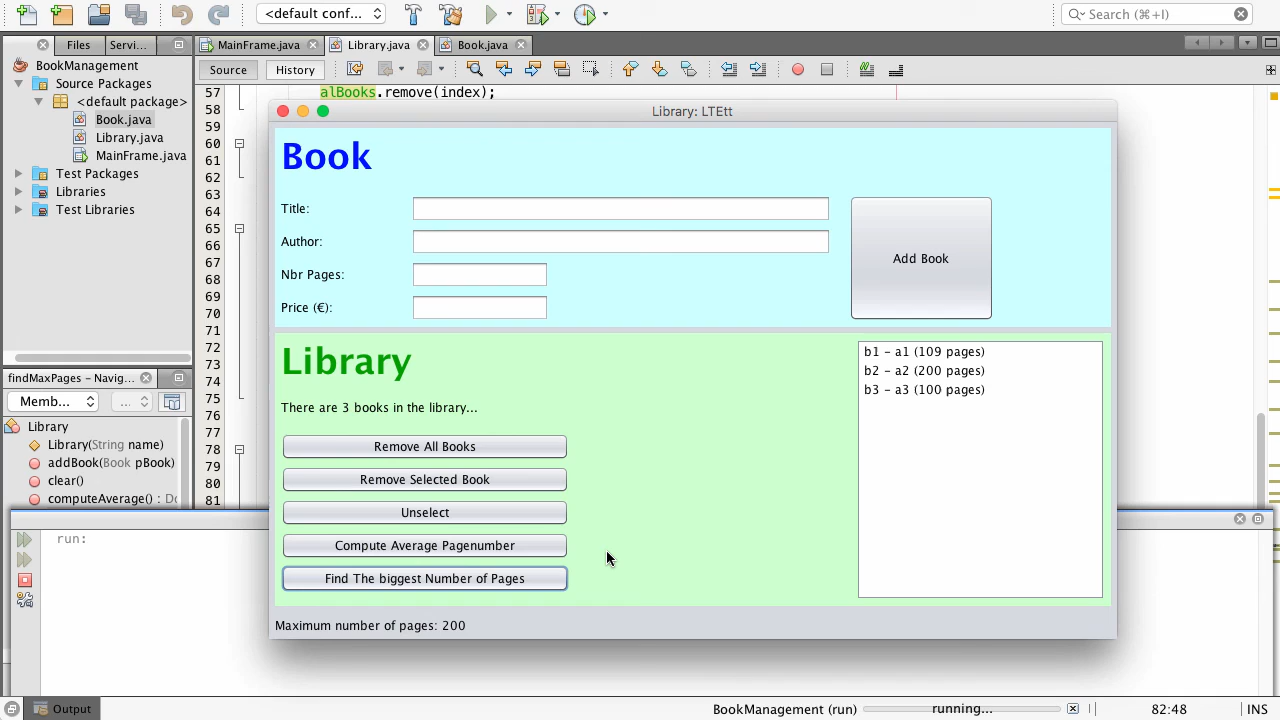 <default conf...
Search (⌘+I)
Files
Servi...
MainFrame.java
Library.java
Book.java
BookManagement
Source Packages
<default package>
Book.java
Library.java
MainFrame.java
Test Packages
Libraries
Test Libraries
Source
History
57
58
59
60
61
62
63
64
65
66
67
68
69
70
71
72
73
74
75
76
77
78
79
80
81
alBooks.remove(index);
Library: LTEtt
Book
Title:
Author:
Nbr Pages:
Price (€):
Add Book
Library
There are 3 books in the library...
Remove All Books
Remove Selected Book
Unselect
Compute Average Pagenumber
Find The biggest Number of Pages
b1 - a1 (109 pages)
b2 - a2 (200 pages)
b3 - a3 (100 pages)
Maximum number of pages: 200
findMaxPages - Navig...
Memb...
...
Library
Library(String name)
addBook(Book pBook)
clear()
computeAverage() : Do
run:
Output
BookManagement (run)
running...
82:48
INS